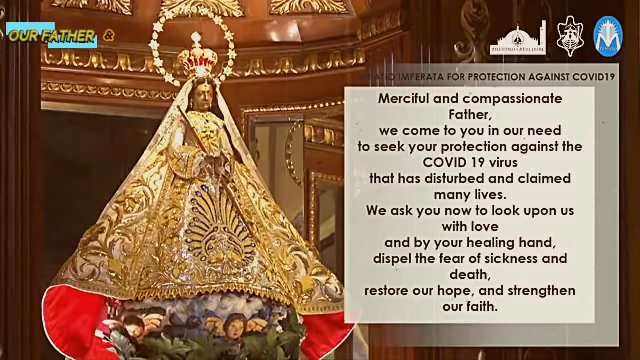 OUR FATHER &
ORATIO IMPERATA FOR PROTECTION AGAINST COVID19
Merciful and compassionate
Father,
we come to you in our need
to seek your protection against the
COVID 19 virus
that has disturbed and claimed
many lives.
We ask you now to look upon us
with love
and by your healing hand,
dispel the fear of sickness and
death,
restore our hope, and strengthen
our faith.